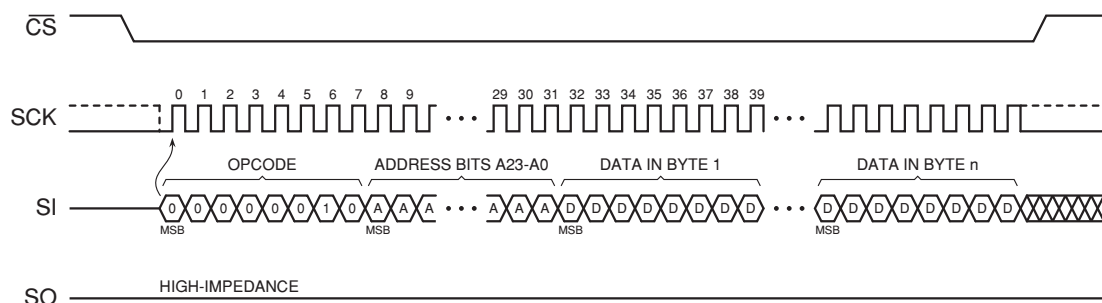 CS
SCK
0 1 2 3 4 5 6 7 8 9 29 30 31 32 33 34 35 36 37 38 39
OPCODE ADDRESS BITS A23-A0 DATA IN BYTE 1 DATA IN BYTE n
SI
0 0 0 0 0 0 1 0 A A A A A A D D D D D D D D D D D D D D D D
MSB MSB MSB MSB
HIGH-IMPEDANCE
SO